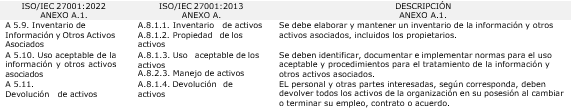 ISO/IEC 27001:2022 ISO/IEC 27001:2013 DESCRIPCIÓN
ANEXO A.1. ANEXO A. ANEXO A.1.
A 5.9. Inventario de A.8.1.1. Inventario de activos Se debe elaborar y mantener un inventario de la información y otros
Información y Otros Activos A.8.1.2. Propiedad de los activos asociados, incluidos los propietarios.
Asociados activos
A 5.10. Uso aceptable de la A.8.1.3. Uso aceptable de los Se deben identificar, documentar e implementar normas para el uso
información y otros activos activos aceptable y procedimientos para el tratamiento de la información y
asociados A.8.2.3. Manejo de activos otros activos asociados.
A 5.11. A.8.1.4. Devolución de EL personal y otras partes interesadas, según corresponda, deben
Devolución de activos activos devolver todos los activos de la organización en su posesión al cambiar
o terminar su empleo, contrato o acuerdo.